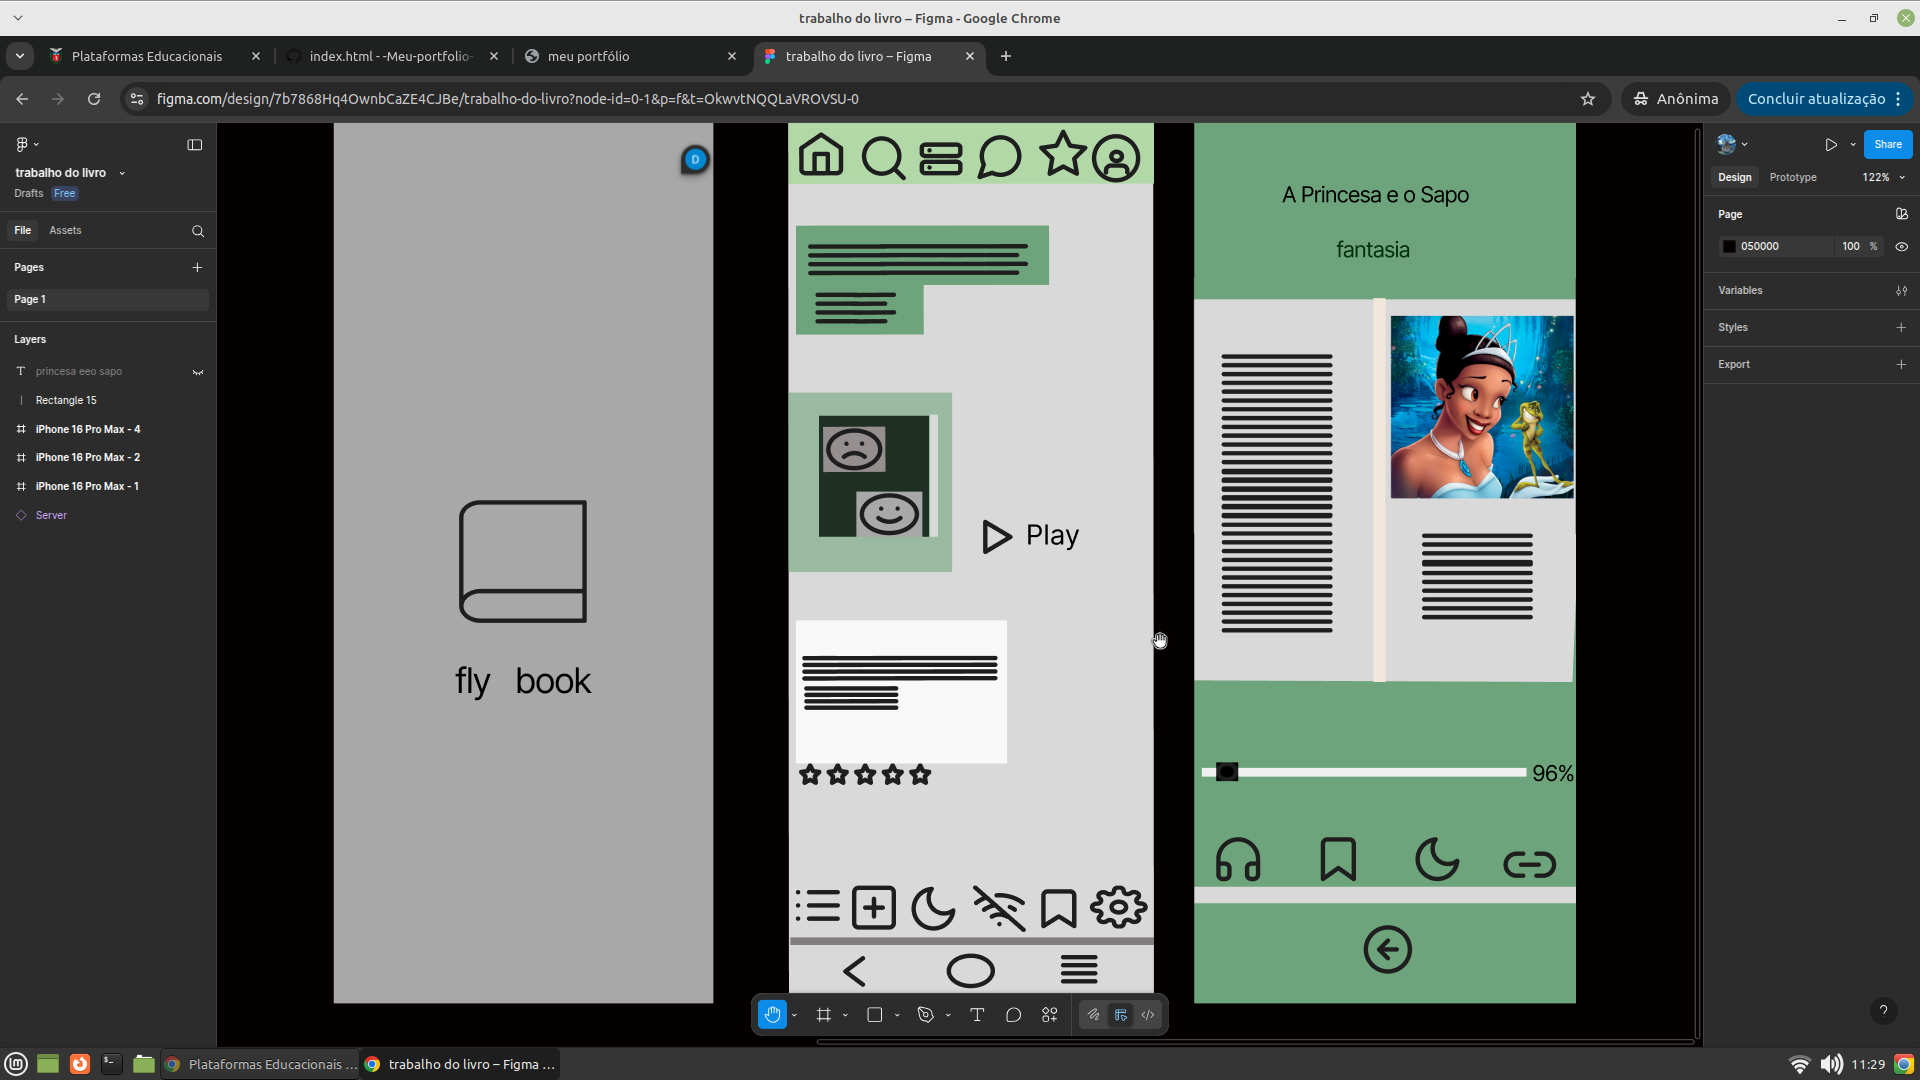 trabalho do livro – Figma - Google Chrome
Plataformas Educacionais
index.html - -Meu-portfolio-
meu portfólio
trabalho do livro – Figma
figma.com/design/7b7868Hq4OwnbCaZE4CJBe/trabalho-do-livro?node-id=0-1&p=f&t=OkwvtNQQLaVROVSU-0
Anônima
Concluir atualização
trabalho do livro
Drafts
Free
File
Assets
Pages
Page 1
Layers
princesa eeo sapo
Rectangle 15
iPhone 16 Pro Max - 4
iPhone 16 Pro Max - 2
iPhone 16 Pro Max - 1
Server
D
fly book
Play
A Princesa e o Sapo
fantasia
96%
Share
Design
Prototype
122%
Page
050000
100
%
Variables
Styles
Export
?
Plataformas Educacionais ...
trabalho do livro – Figma ...
11:29